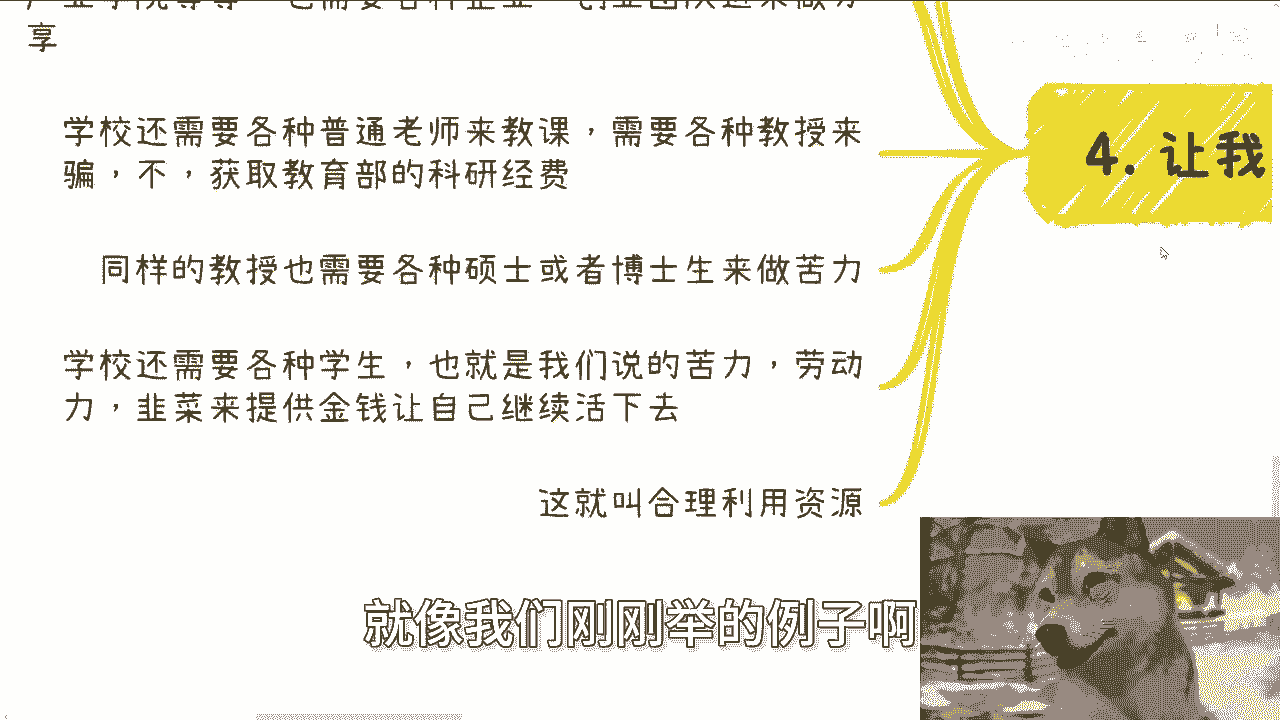 享
学校还需要各种普通老师来教课，需要各种教授来
骗，不，获取教育部的科研经费
同样的教授也需要各种硕士或者博士生来做苦力
学校还需要各种学生，也就是我们说的苦力，劳动
力，韭菜来提供金钱让自己继续活下去
这就叫合理利用资源
4. 让我
就像我们刚刚举的例子啊